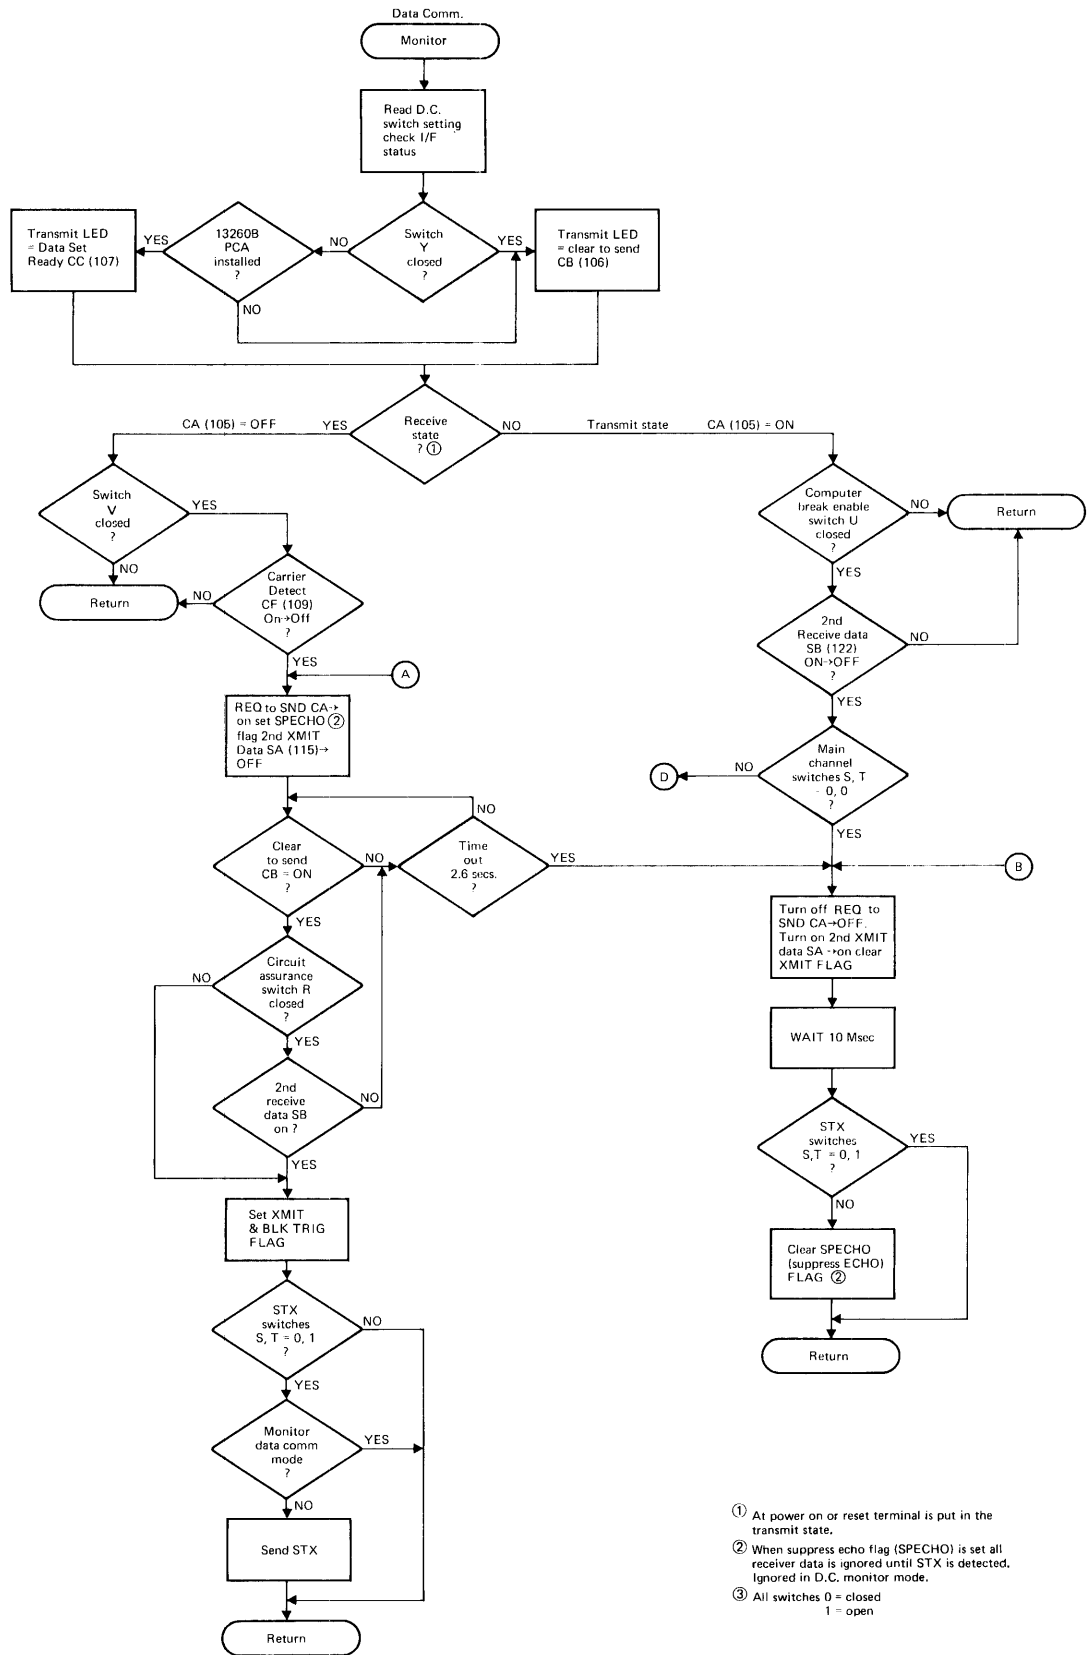 Data Comm.
Monitor
Read D.C.
switch setting
check I/F
status
Transmit LED
= Data Set
Ready CC (107)
YES
13260B
PCA
installed
?
NO
NO
Switch
Y
closed
?
YES
Transmit LED
= clear to send
CB (106)
CA (105) = OFF
YES
Receive
state
? ①
NO
Transmit state
CA (105) = ON
Switch
V
closed
?
YES
NO
Return
NO
Carrier
Detect
CF (109)
On→Off
?
YES
A
REQ to SND CA→
on set SPECHO ②
flag 2nd XMIT
Data SA (115)→
OFF
Clear
to send
CB = ON
?
NO
YES
Time
out
2.6 secs.
?
NO
YES
Circuit
assurance
switch R
closed
?
NO
YES
2nd
receive
data SB
on ?
NO
YES
Set XMIT
& BLK TRIG
FLAG
STX
switches
S, T = 0, 1
?
NO
YES
Monitor
data comm
mode
?
YES
NO
Send STX
Return
Computer
break enable
switch U
closed
?
NO
Return
YES
2nd
Receive data
SB (122)
ON→OFF
?
NO
YES
Main
channel
switches S, T
- 0, 0
?
NO
D
YES
B
Turn off REQ to
SND CA→OFF.
Turn on 2nd XMIT
data SA →on clear
XMIT FLAG
WAIT 10 Msec
STX
switches
S,T = 0, 1
?
YES
NO
Clear SPECHO
(suppress ECHO)
FLAG ②
Return
① At power on or reset terminal is put in the
transmit state.
② When suppress echo flag (SPECHO) is set all
receiver data is ignored until STX is detected.
Ignored in D.C. monitor mode.
③ All switches 0 = closed
1 = open